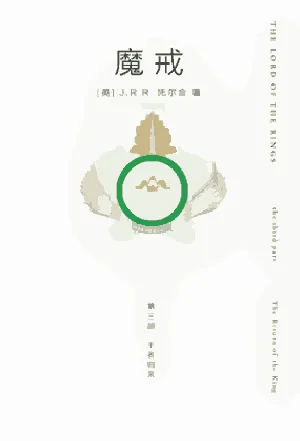 魔戒
[英] J.R.R. 托尔金 著
第三部 王者归来
THE LORD OF THE RINGS
the third part
The Return of the King